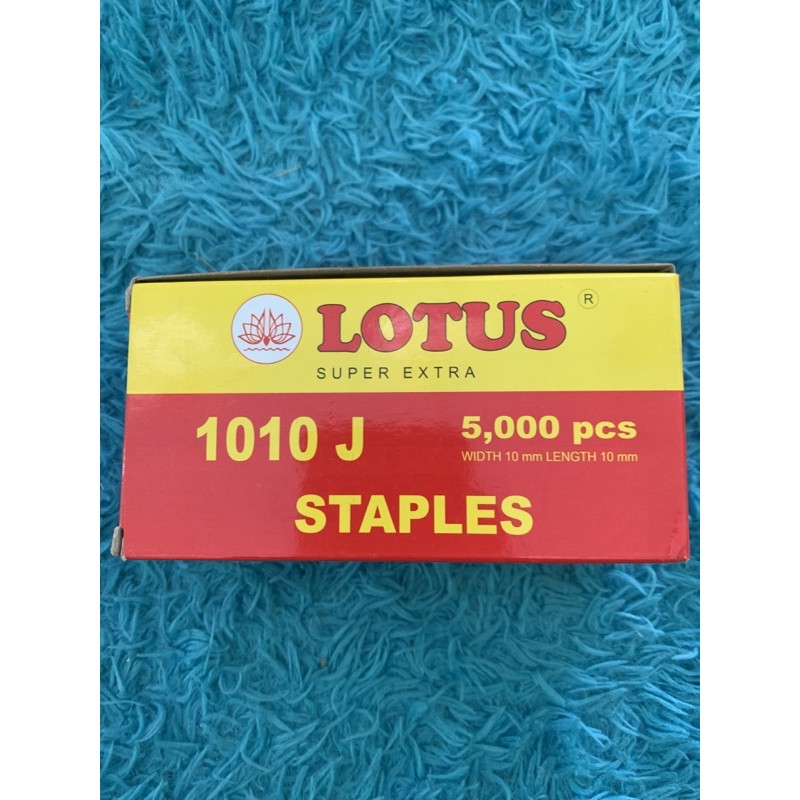 LOTUS ®
SUPER EXTRA
1010 J
5,000 pcs
WIDTH 10 mm LENGTH 10 mm
STAPLES